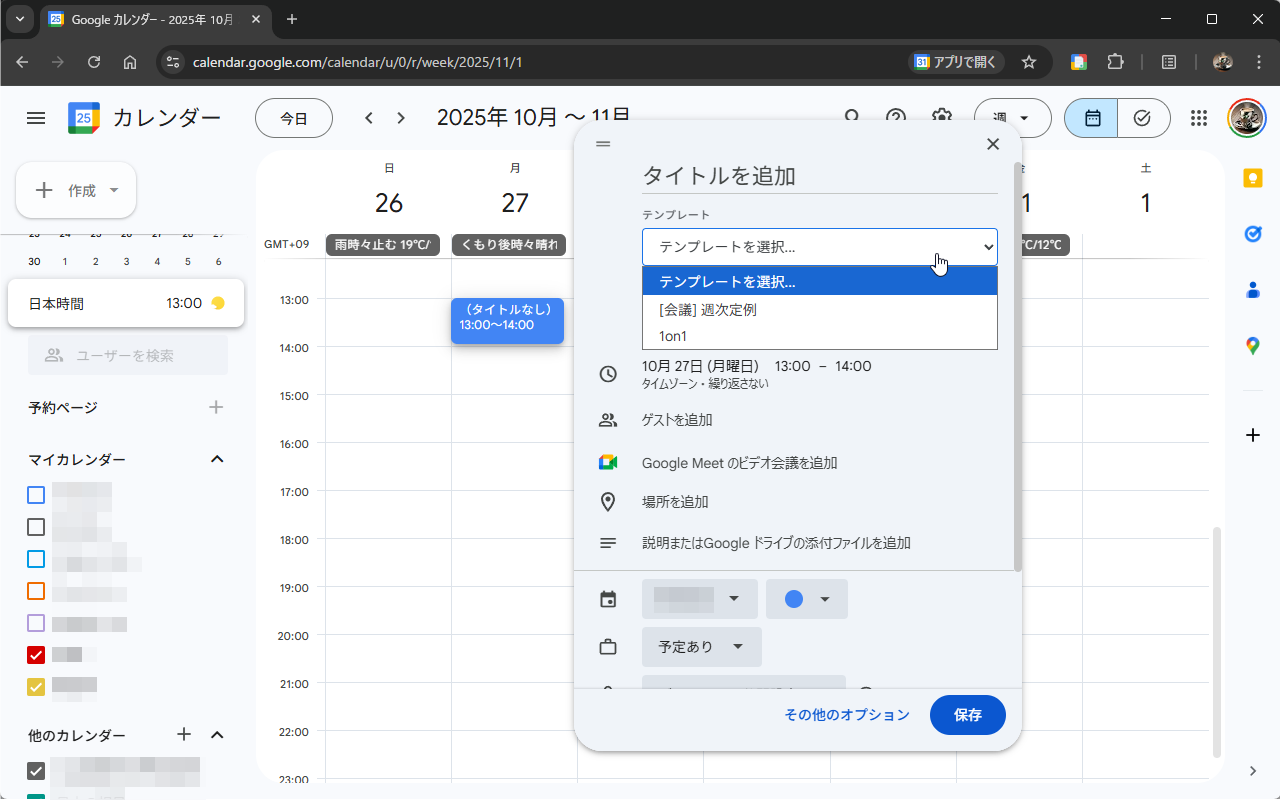 25 Google カレンダー - 2025年 10月
calendar.google.com/calendar/u/0/r/week/2025/11/1
31 アプリで開く
25 カレンダー
今日
2025年 10月 ～ 11月
週
作成
30 1 2 3 4 5 6
日本時間 13:00
ユーザーを検索
予約ページ
マイカレンダー
他のカレンダー
日 月 土
26 27 1 1
GMT+09
雨時々止む 19℃/
くもり後時々晴れ
℃/12℃
13:00
14:00
15:00
16:00
17:00
18:00
19:00
20:00
21:00
22:00
23:00
（タイトルなし）
13:00～14:00
タイトルを追加
テンプレート
テンプレートを選択...
テンプレートを選択...
[会議] 週次定例
1on1
10月 27日 (月曜日) 13:00 – 14:00
タイムゾーン・繰り返さない
ゲストを追加
Google Meet のビデオ会議を追加
場所を追加
説明またはGoogle ドライブの添付ファイルを追加
予定あり
その他のオプション
保存